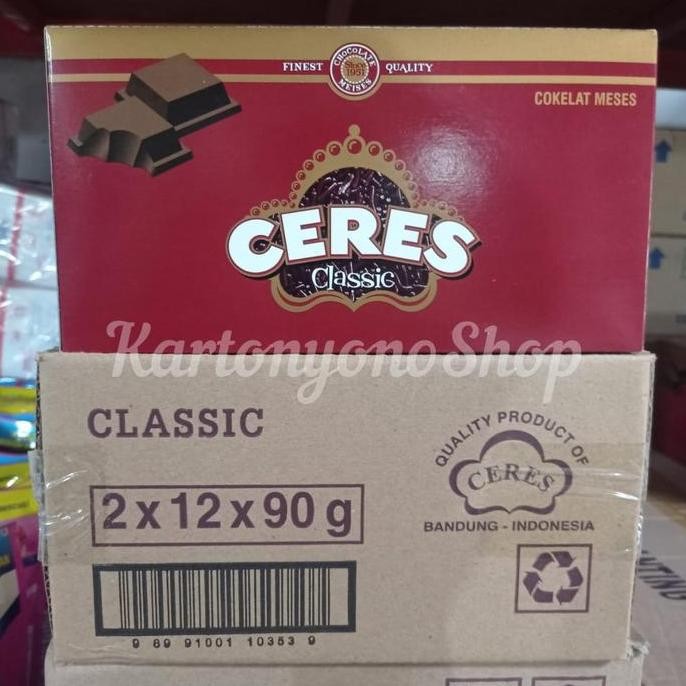 FINEST QUALITY
CHOCOLATE
Since
1951
MEISES
COKELAT MESES
CERES
Classic
KartonyonoShop
CLASSIC
QUALITY PRODUCT OF
CERES
2 x 12 x 90 g
BANDUNG - INDONESIA
9 89 91001 10353 9